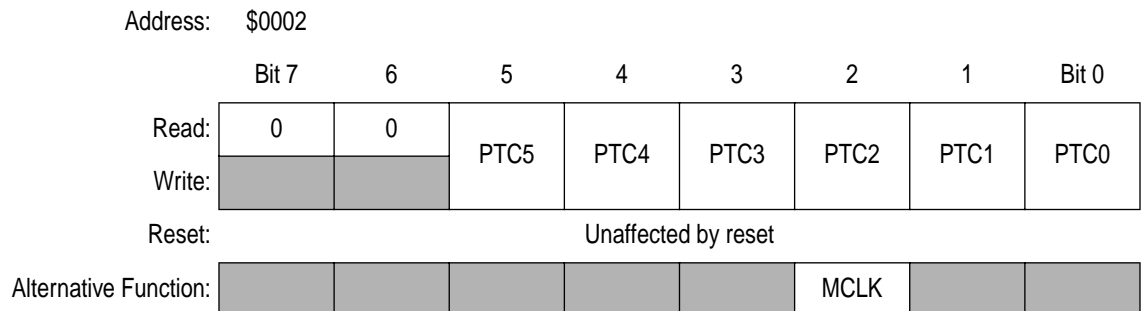 Address: $0002
Bit 7 6 5 4 3 2 1 Bit 0
Read: 0 0 PTC5 PTC4 PTC3 PTC2 PTC1 PTC0
Write:
Reset: Unaffected by reset
Alternative Function: MCLK